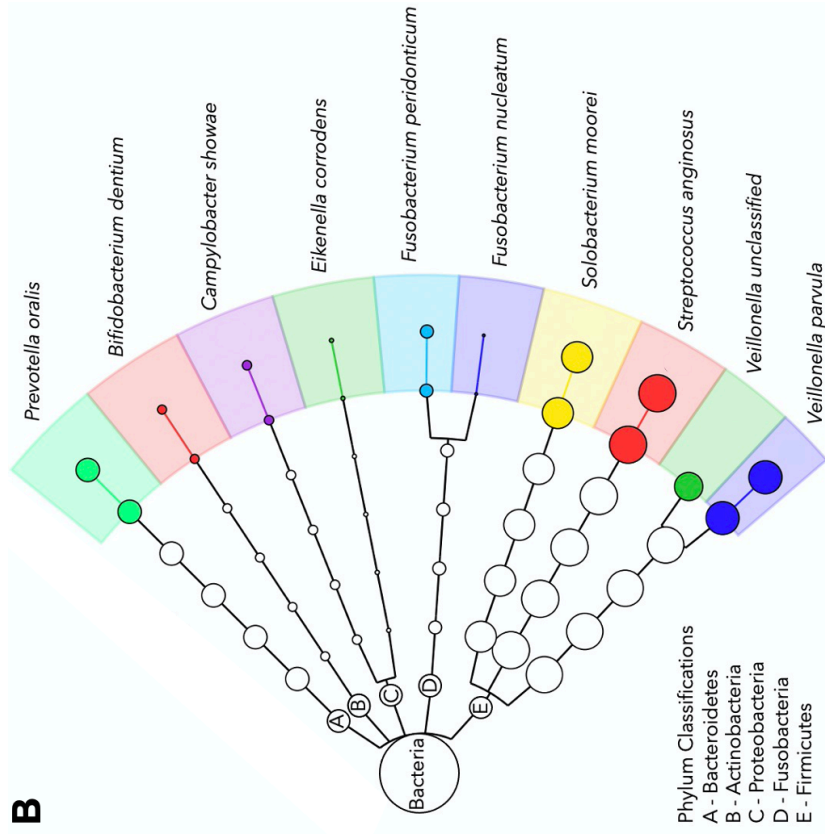 B
Prevotella oralis
Bifidobacterium dentium
Campylobacter showae
Eikenella corrodens
Fusobacterium peridonticum
Fusobacterium nucleatum
Solobacterium moorei
Streptococcus anginosus
Veillonella unclassified
Veillonella parvula
A
B
C
D
E
Bacteria
Phylum Classifications
A - Bacteroidetes
B - Actinobacteria
C - Proteobacteria
D - Fusobacteria
E - Firmicutes